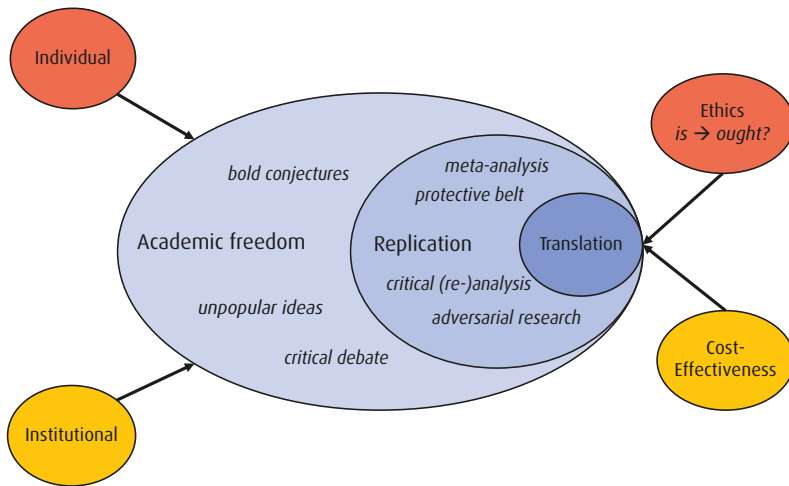 Individual
Ethics
is → ought?
bold conjectures
meta-analysis
protective belt
Academic freedom
Replication
Translation
critical (re-)analysis
unpopular ideas
adversarial research
critical debate
Cost-
Effectiveness
Institutional